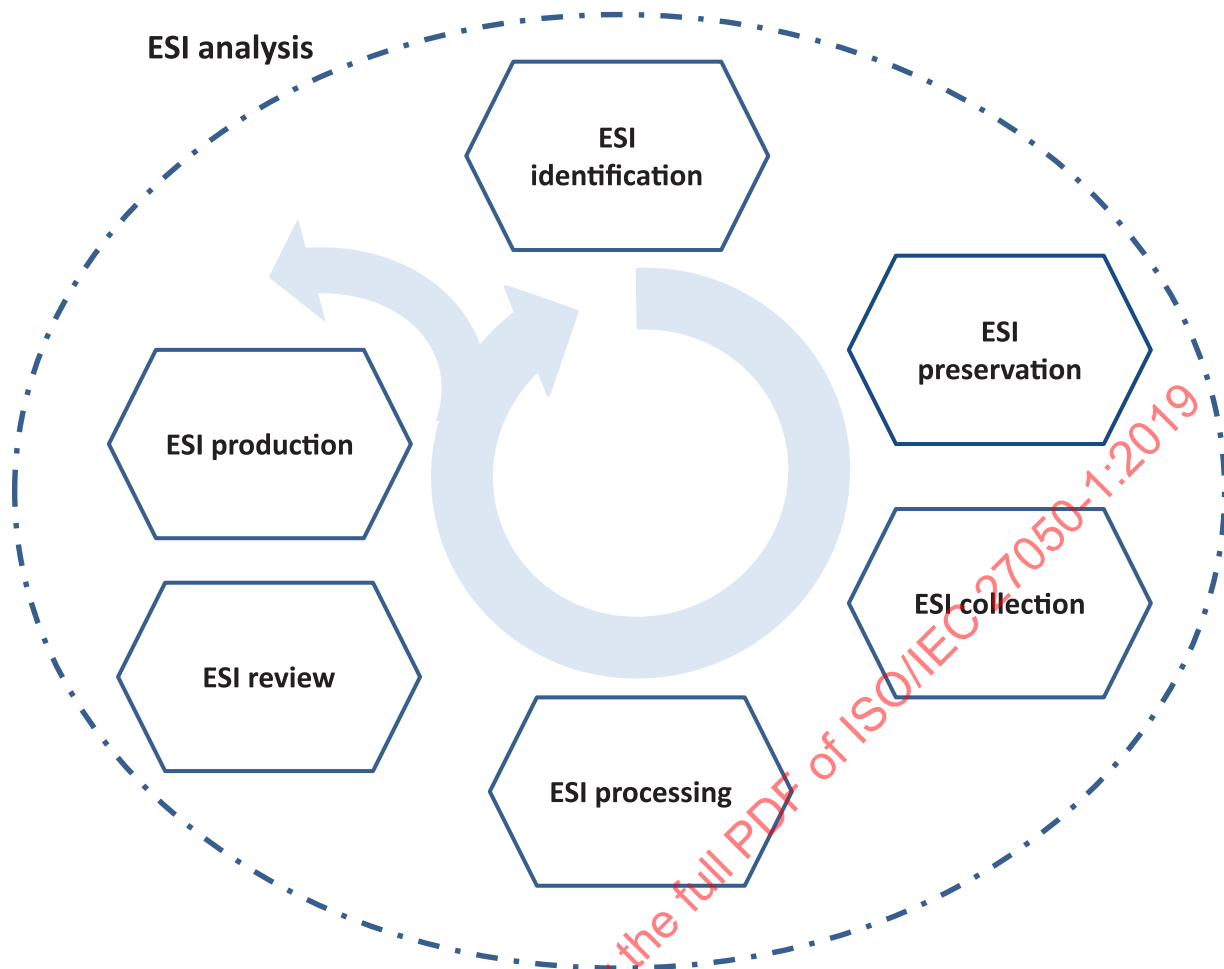 ESI analysis
ESI
identification
ESI
preservation
ESI production
ESI collection
ESI review
ESI processing
the full PDF of ISO/IEC 27050-1:2019